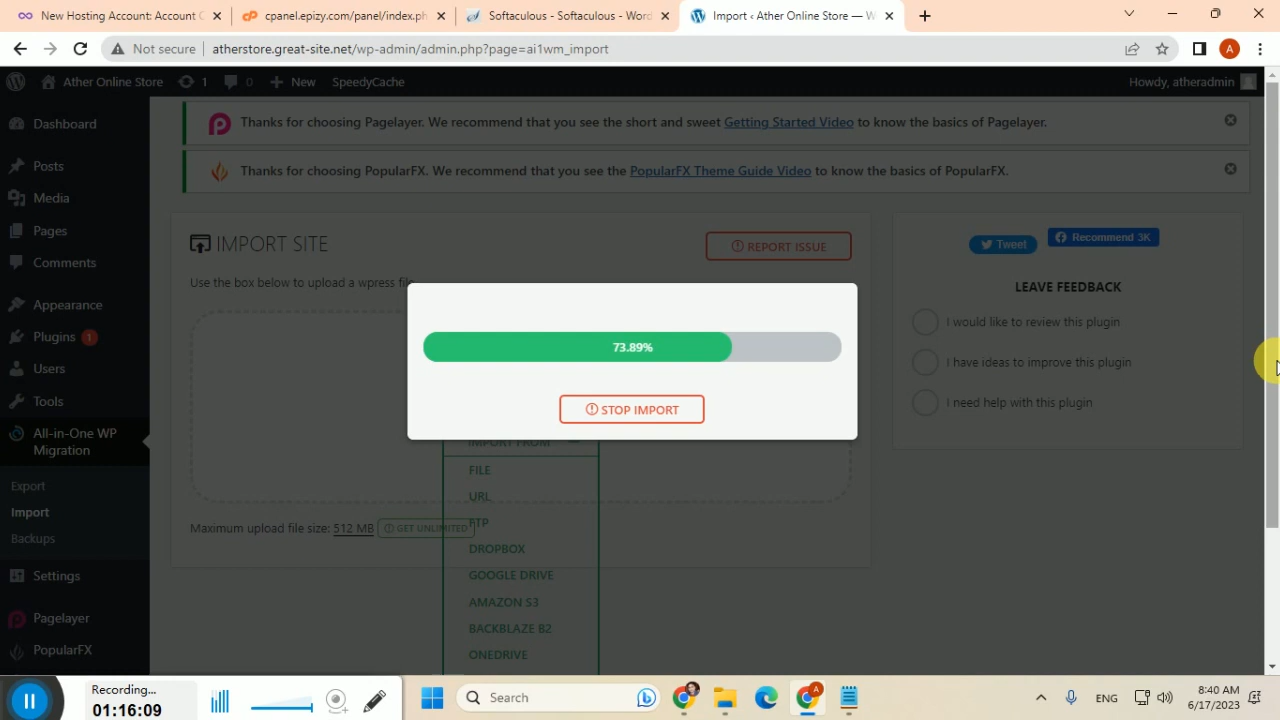 New Hosting Account: Account C
cpanel.epizy.com/panel/index.ph
Softaculous - Softaculous - Word
Import ‹ Ather Online Store — W
Not secure
atherstore.great-site.net/wp-admin/admin.php?page=ai1wm_import
A
Ather Online Store
1
0
New
SpeedyCache
Howdy, atheradmin
Dashboard
Posts
Media
Pages
Comments
Appearance
Plugins 1
Users
Tools
All-in-One WP
Migration
Export
Import
Backups
Settings
Pagelayer
PopularFX
Thanks for choosing Pagelayer. We recommend that you see the short and sweet Getting Started Video to know the basics of Pagelayer.
Thanks for choosing PopularFX. We recommend that you see the PopularFX Theme Guide Video to know the basics of PopularFX.
IMPORT SITE
REPORT ISSUE
Use the box below to upload a wpress file.
73.89%
STOP IMPORT
IMPORT FROM
FILE
URL
FTP
DROPBOX
GOOGLE DRIVE
AMAZON S3
BACKBLAZE B2
ONEDRIVE
Maximum upload file size: 512 MB
GET UNLIMITED
Tweet
Recommend 3K
LEAVE FEEDBACK
I would like to review this plugin
I have ideas to improve this plugin
I need help with this plugin
Recording...
01:16:09
Search
A
ENG
8:40 AM
6/17/2023